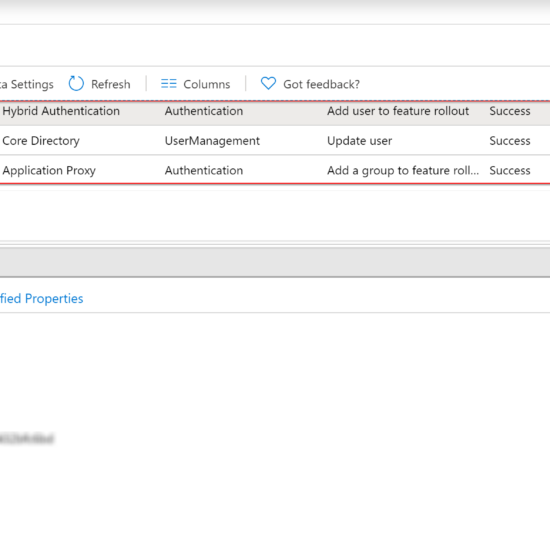 ta Settings Refresh Columns Got feedback?
Hybrid Authentication Authentication Add user to feature rollout Success
Core Directory UserManagement Update user Success
Application Proxy Authentication Add a group to feature roll... Success
fied Properties